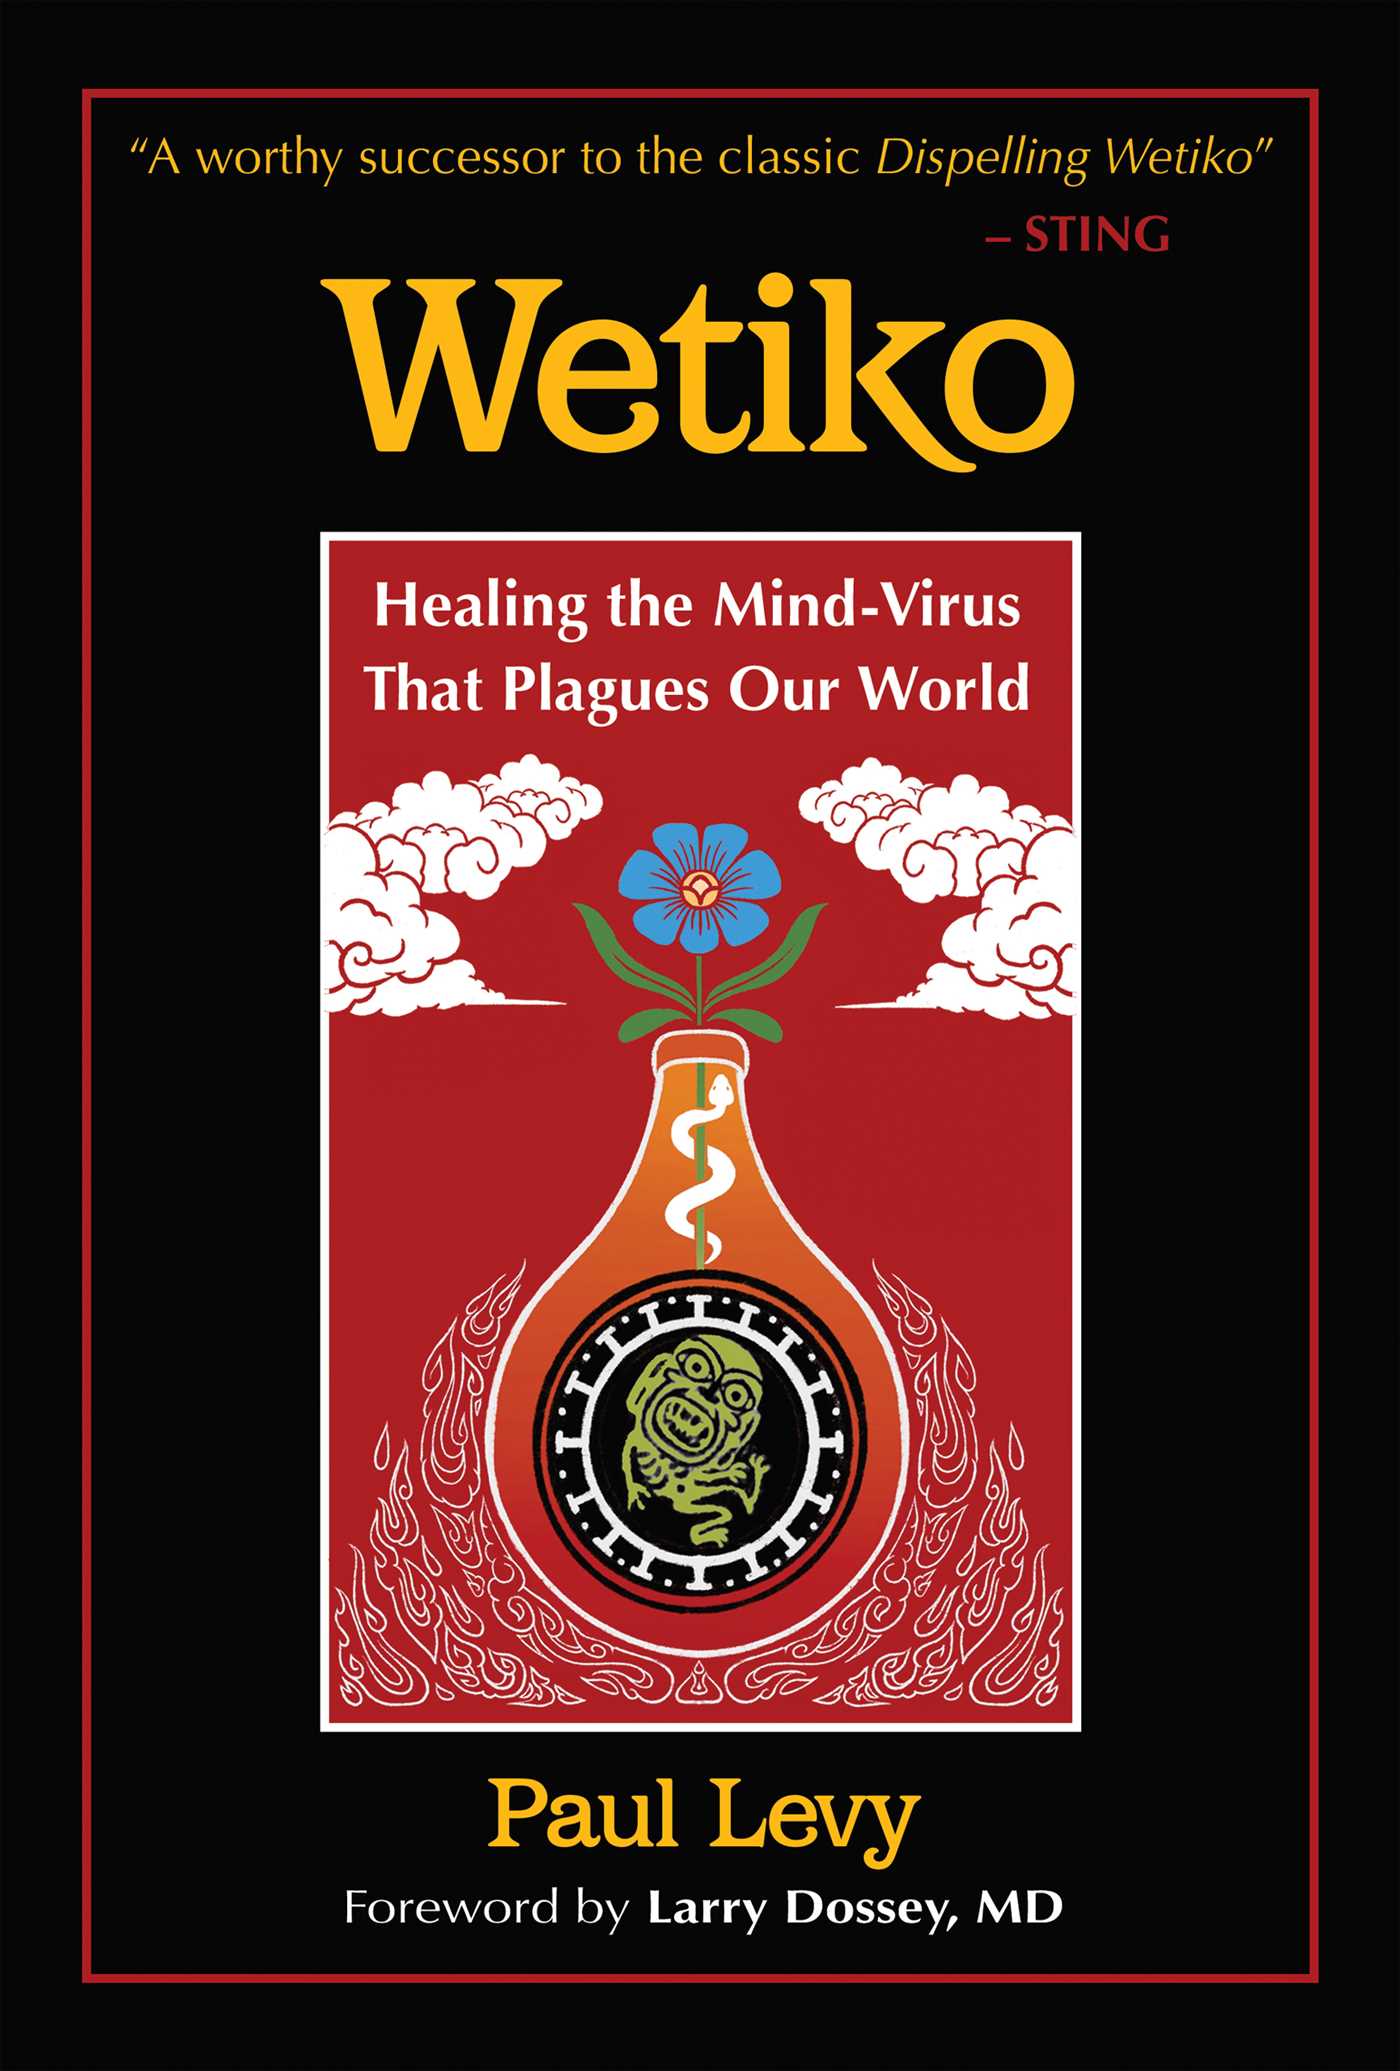 “A worthy successor to the classic Dispelling Wetiko”
– STING
Wetiko
Healing the Mind-Virus
That Plagues Our World
Paul Levy
Foreword by Larry Dossey, MD